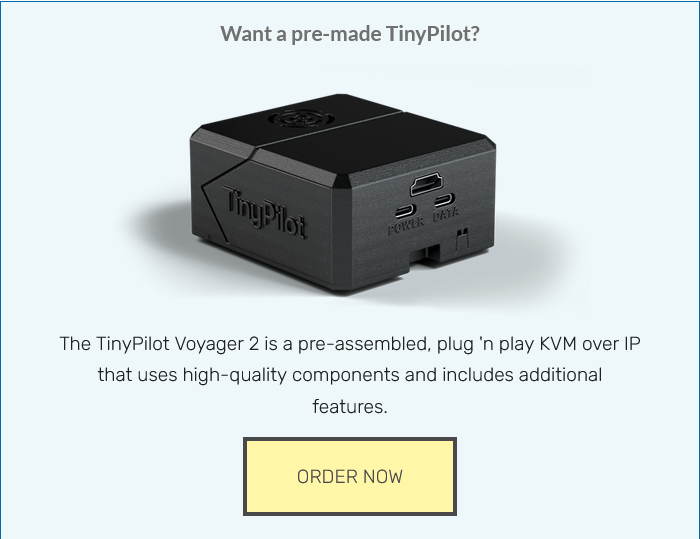 Want a pre-made TinyPilot?
TinyPilot
POWER DATA
The TinyPilot Voyager 2 is a pre-assembled, plug 'n play KVM over IP
that uses high-quality components and includes additional
features.
ORDER NOW